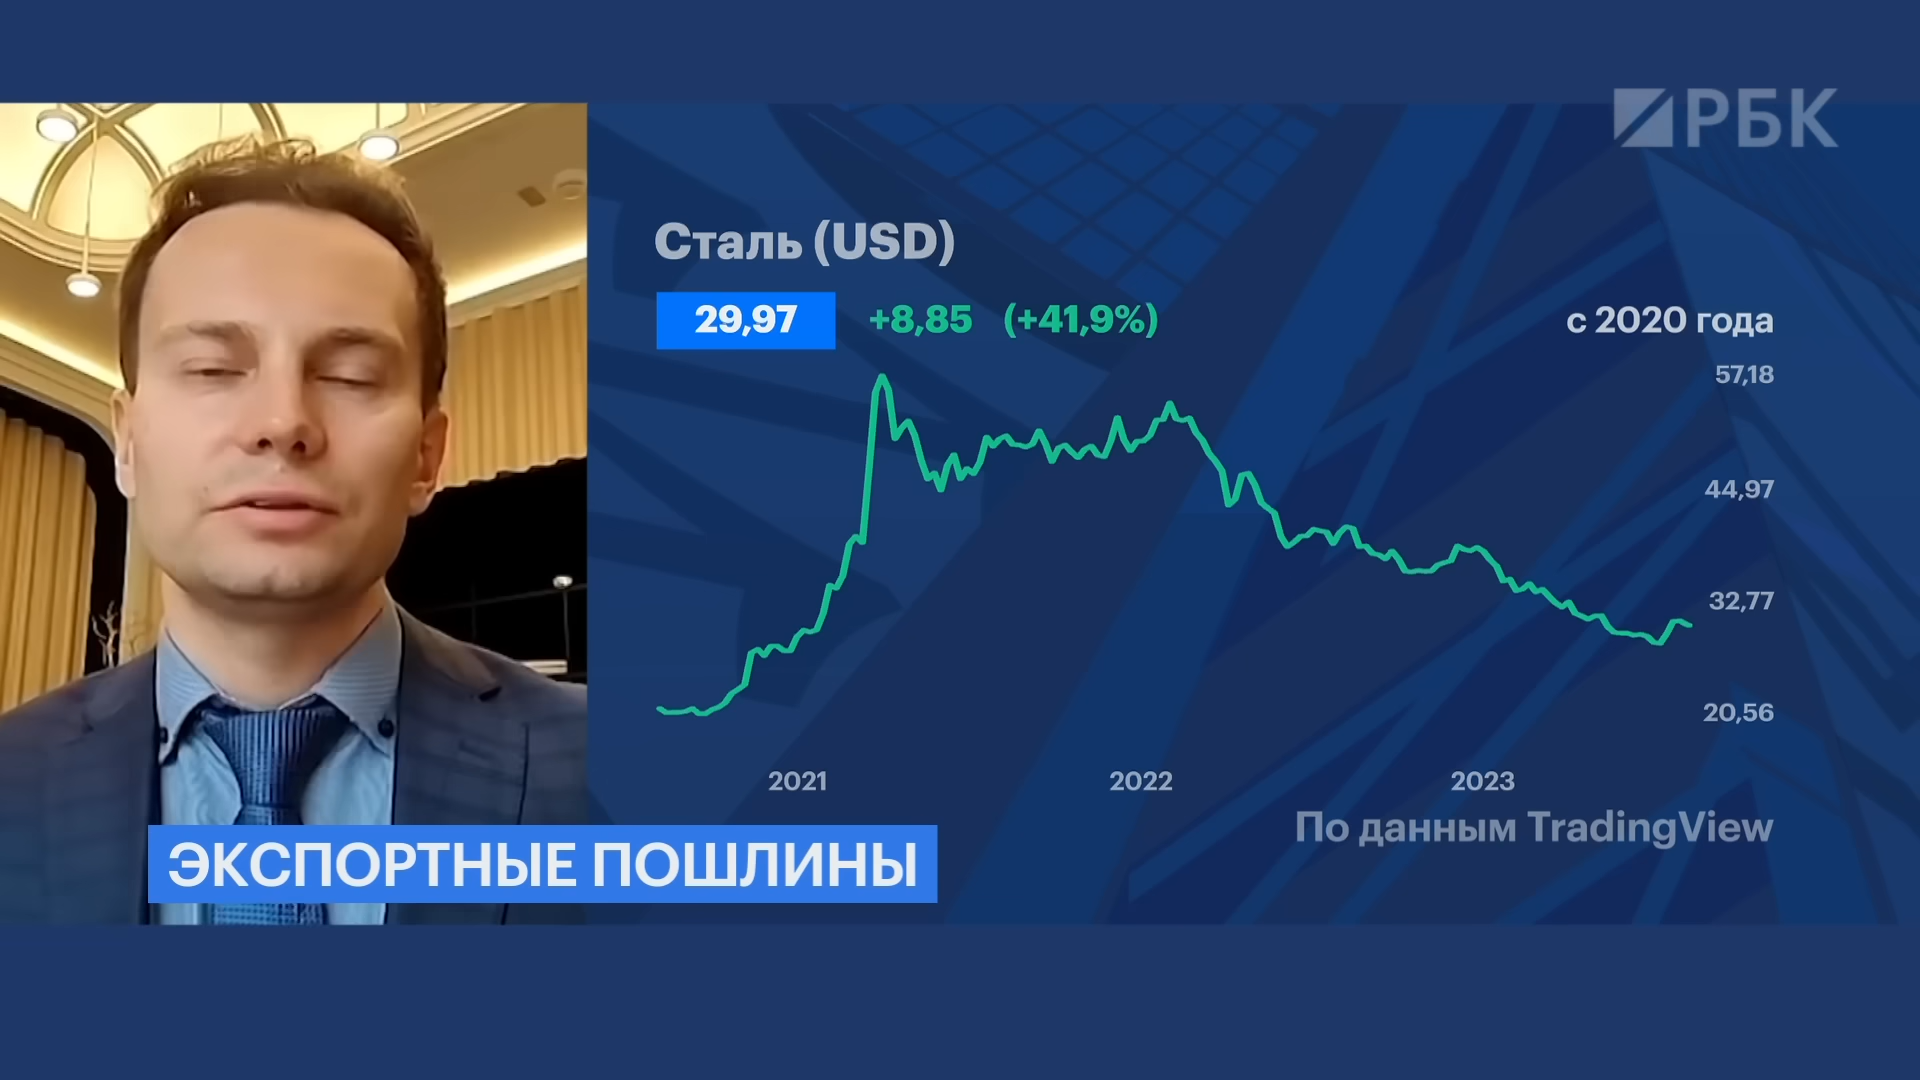 РБК
Сталь (USD)
29,97 +8,85 (+41,9%) с 2020 года
57,18
44,97
32,77
20,56
2021 2022 2023
По данным TradingView
ЭКСПОРТНЫЕ ПОШЛИНЫ